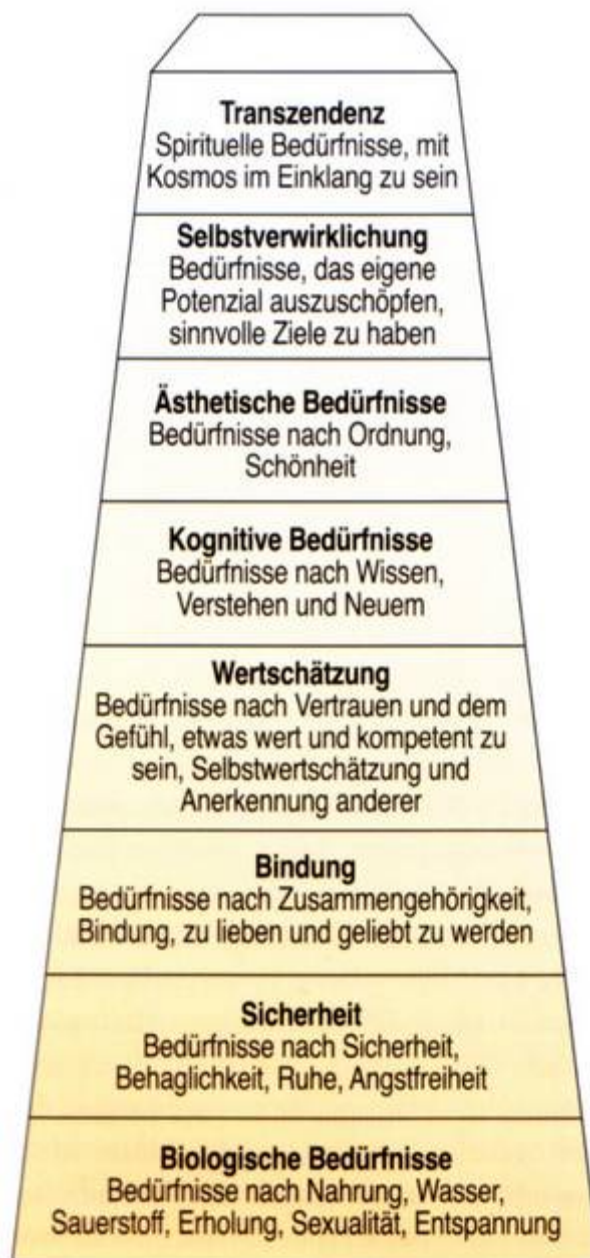 Transzendenz
Spirituelle Bedürfnisse, mit
Kosmos im Einklang zu sein
Selbstverwirklichung
Bedürfnisse, das eigene
Potenzial auszuschöpfen,
sinnvolle Ziele zu haben
Ästhetische Bedürfnisse
Bedürfnisse nach Ordnung,
Schönheit
Kognitive Bedürfnisse
Bedürfnisse nach Wissen,
Verstehen und Neuem
Wertschätzung
Bedürfnisse nach Vertrauen und dem
Gefühl, etwas wert und kompetent zu
sein, Selbstwertschätzung und
Anerkennung anderer
Bindung
Bedürfnisse nach Zusammengehörigkeit,
Bindung, zu lieben und geliebt zu werden
Sicherheit
Bedürfnisse nach Sicherheit,
Behaglichkeit, Ruhe, Angstfreiheit
Biologische Bedürfnisse
Bedürfnisse nach Nahrung, Wasser,
Sauerstoff, Erholung, Sexualität, Entspannung